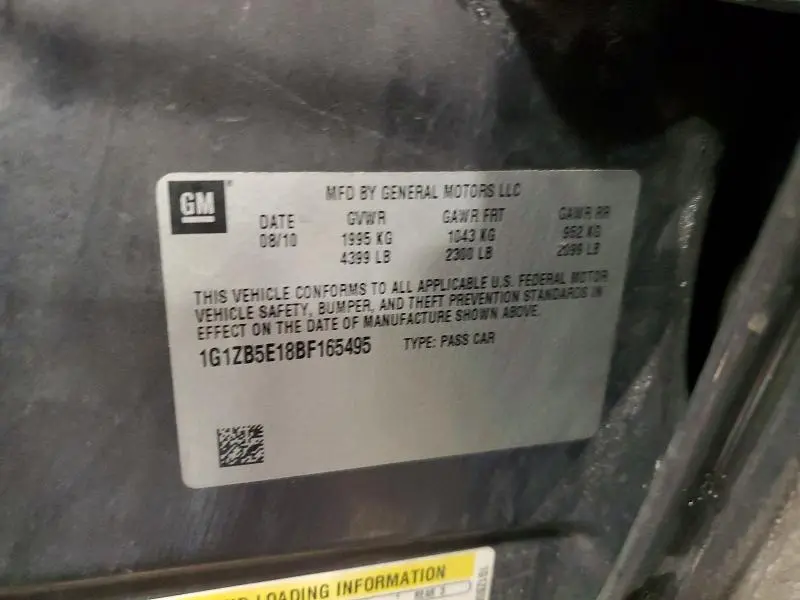 GM
MFD BY GENERAL MOTORS LLC
DATE GVWR GAWR FRT GAWR RR
08/10 1995 KG 1043 KG 952 KG
4399 LB 2300 LB 2099 LB
THIS VEHICLE CONFORMS TO ALL APPLICABLE U.S. FEDERAL MOTOR
VEHICLE SAFETY, BUMPER, AND THEFT PREVENTION STANDARDS IN
EFFECT ON THE DATE OF MANUFACTURE SHOWN ABOVE.
1G1ZB5E18BF165495 TYPE: PASS CAR
LOADING INFORMATION